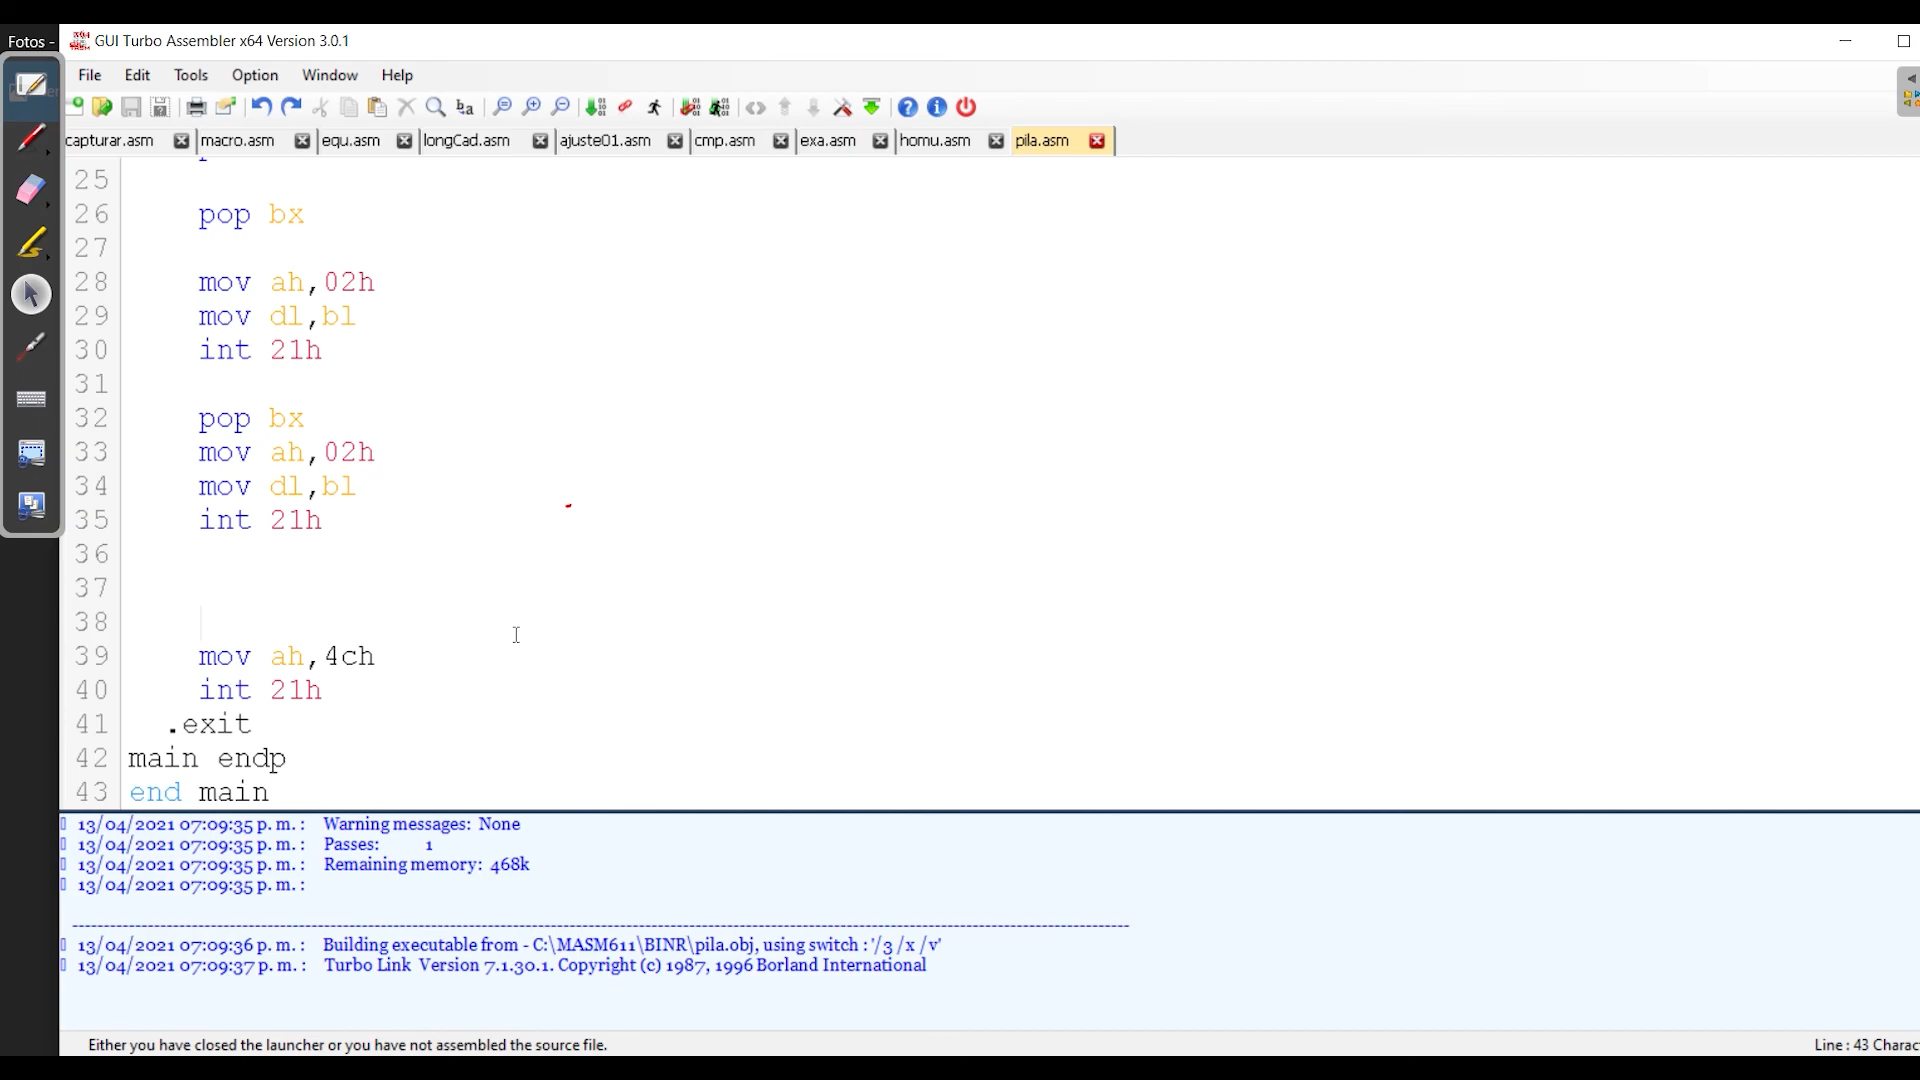 Fotos -
GUI Turbo Assembler x64 Version 3.0.1
File Edit Tools Option Window Help
capturar.asm macro.asm equ.asm longCad.asm ajuste01.asm cmp.asm exa.asm homu.asm pila.asm
25
26 pop bx
27
28 mov ah,02h
29 mov dl,bl
30 int 21h
31
32 pop bx
33 mov ah,02h
34 mov dl,bl
35 int 21h
36
37
38
39 mov ah,4ch
40 int 21h
41 .exit
42 main endp
43 end main
13/04/2021 07:09:35 p. m. : Warning messages: None
13/04/2021 07:09:35 p. m. : Passes: 1
13/04/2021 07:09:35 p. m. : Remaining memory: 468k
13/04/2021 07:09:35 p. m. :
13/04/2021 07:09:36 p. m. : Building executable from - C:\MASM611\BINR\pila.obj, using switch : '/3 /x /v'
13/04/2021 07:09:37 p. m. : Turbo Link Version 7.1.30.1. Copyright (c) 1987, 1996 Borland International
Either you have closed the launcher or you have not assembled the source file.
Line : 43 Charac